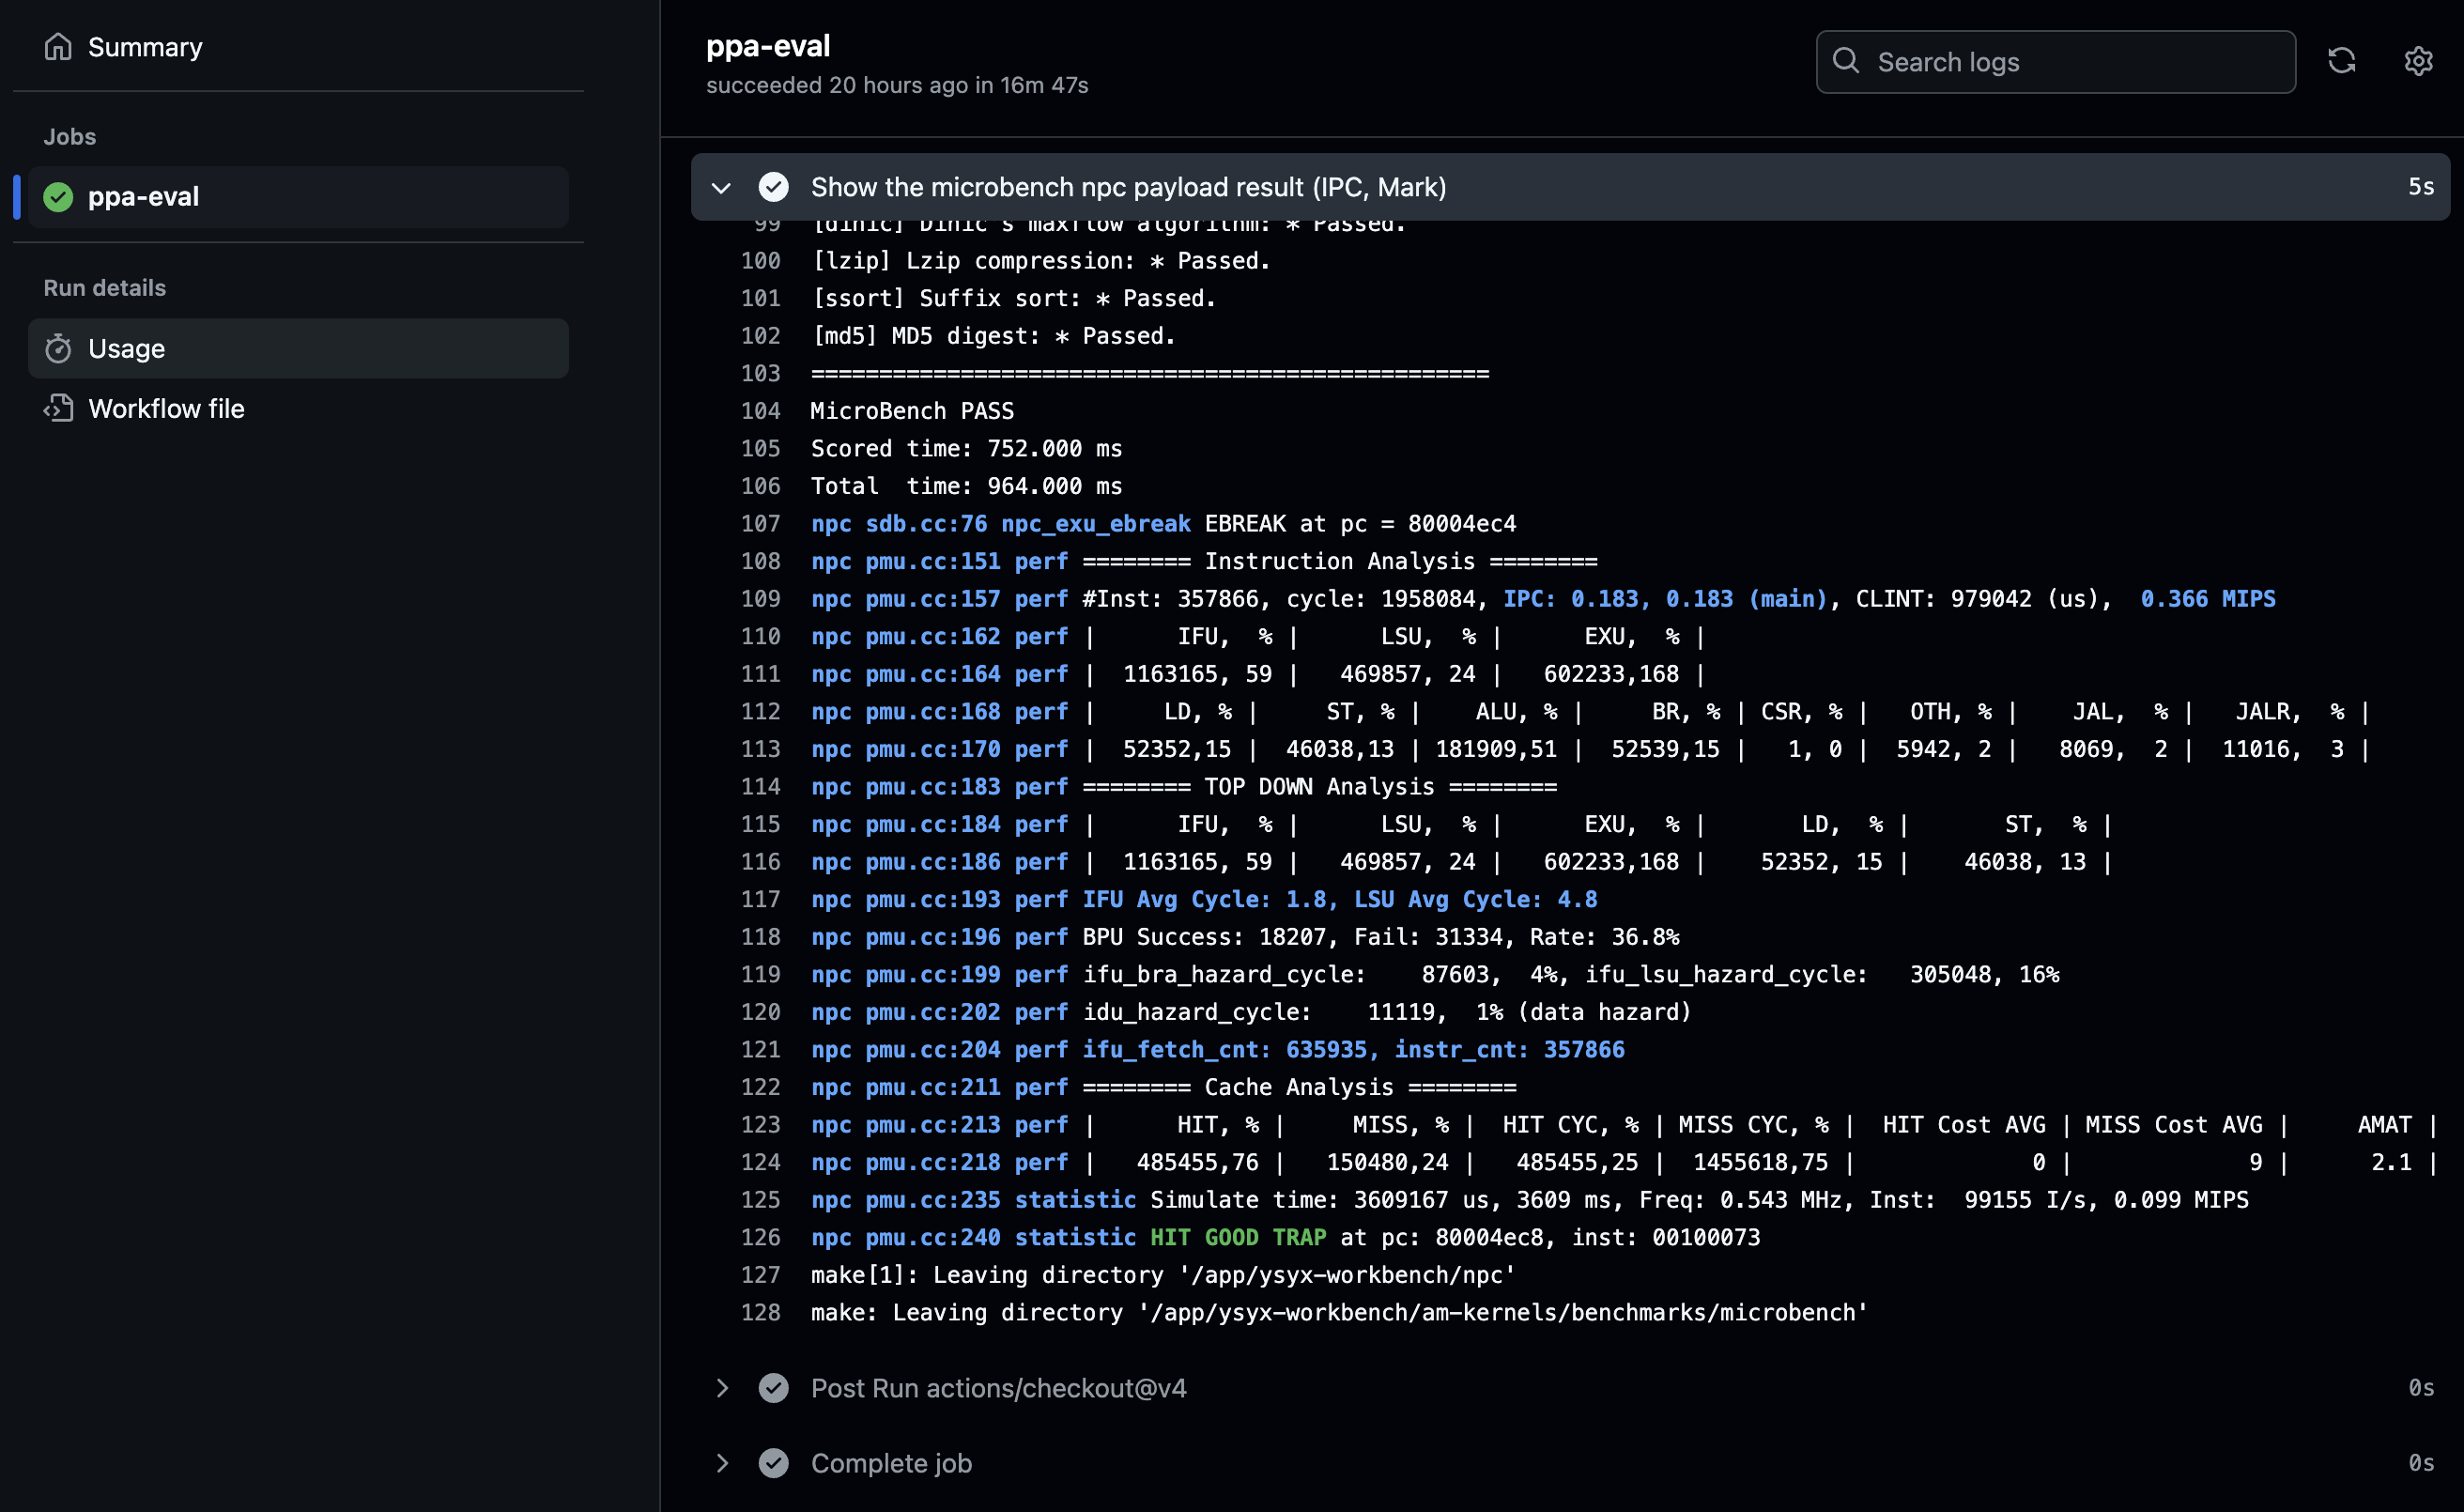 Summary
Jobs
ppa-eval
Run details
Usage
Workflow file
ppa-eval
succeeded 20 hours ago in 16m 47s
Search logs
Show the microbench npc payload result (IPC, Mark) 5s
99 [dinic] Dinic's maxflow algorithm: * Passed.
100 [lzip] Lzip compression: * Passed.
101 [ssort] Suffix sort: * Passed.
102 [md5] MD5 digest: * Passed.
103 ==================================================
104 MicroBench PASS
105 Scored time: 752.000 ms
106 Total  time: 964.000 ms
107 npc sdb.cc:76 npc_exu_ebreak EBREAK at pc = 80004ec4
108 npc pmu.cc:151 perf ======== Instruction Analysis ========
109 npc pmu.cc:157 perf #Inst: 357866, cycle: 1958084, IPC: 0.183, 0.183 (main), CLINT: 979042 (us),  0.366 MIPS
110 npc pmu.cc:162 perf |      IFU,  % |      LSU,  % |      EXU,  % |
111 npc pmu.cc:164 perf |  1163165, 59 |   469857, 24 |   602233,168 |
112 npc pmu.cc:168 perf |     LD, % |     ST, % |    ALU, % |     BR, % | CSR, % |   OTH, % |    JAL,  % |   JALR,  % |
113 npc pmu.cc:170 perf |  52352,15 |  46038,13 | 181909,51 |  52539,15 |   1, 0 |  5942, 2 |   8069,  2 |  11016,  3 |
114 npc pmu.cc:183 perf ======== TOP DOWN Analysis ========
115 npc pmu.cc:184 perf |      IFU,  % |      LSU,  % |      EXU,  % |       LD,  % |       ST,  % |
116 npc pmu.cc:186 perf |  1163165, 59 |   469857, 24 |   602233,168 |    52352, 15 |    46038, 13 |
117 npc pmu.cc:193 perf IFU Avg Cycle: 1.8, LSU Avg Cycle: 4.8
118 npc pmu.cc:196 perf BPU Success: 18207, Fail: 31334, Rate: 36.8%
119 npc pmu.cc:199 perf ifu_bra_hazard_cycle:    87603,  4%, ifu_lsu_hazard_cycle:   305048, 16%
120 npc pmu.cc:202 perf idu_hazard_cycle:    11119,  1% (data hazard)
121 npc pmu.cc:204 perf ifu_fetch_cnt: 635935, instr_cnt: 357866
122 npc pmu.cc:211 perf ======== Cache Analysis ========
123 npc pmu.cc:213 perf |      HIT, % |     MISS, % |  HIT CYC, % | MISS CYC, % |  HIT Cost AVG | MISS Cost AVG |     AMAT |
124 npc pmu.cc:218 perf |   485455,76 |   150480,24 |   485455,25 |  1455618,75 |             0 |             9 |      2.1 |
125 npc pmu.cc:235 statistic Simulate time: 3609167 us, 3609 ms, Freq: 0.543 MHz, Inst:  99155 I/s, 0.099 MIPS
126 npc pmu.cc:240 statistic HIT GOOD TRAP at pc: 80004ec8, inst: 00100073
127 make[1]: Leaving directory '/app/ysyx-workbench/npc'
128 make: Leaving directory '/app/ysyx-workbench/am-kernels/benchmarks/microbench'
Post Run actions/checkout@v4 0s
Complete job 0s